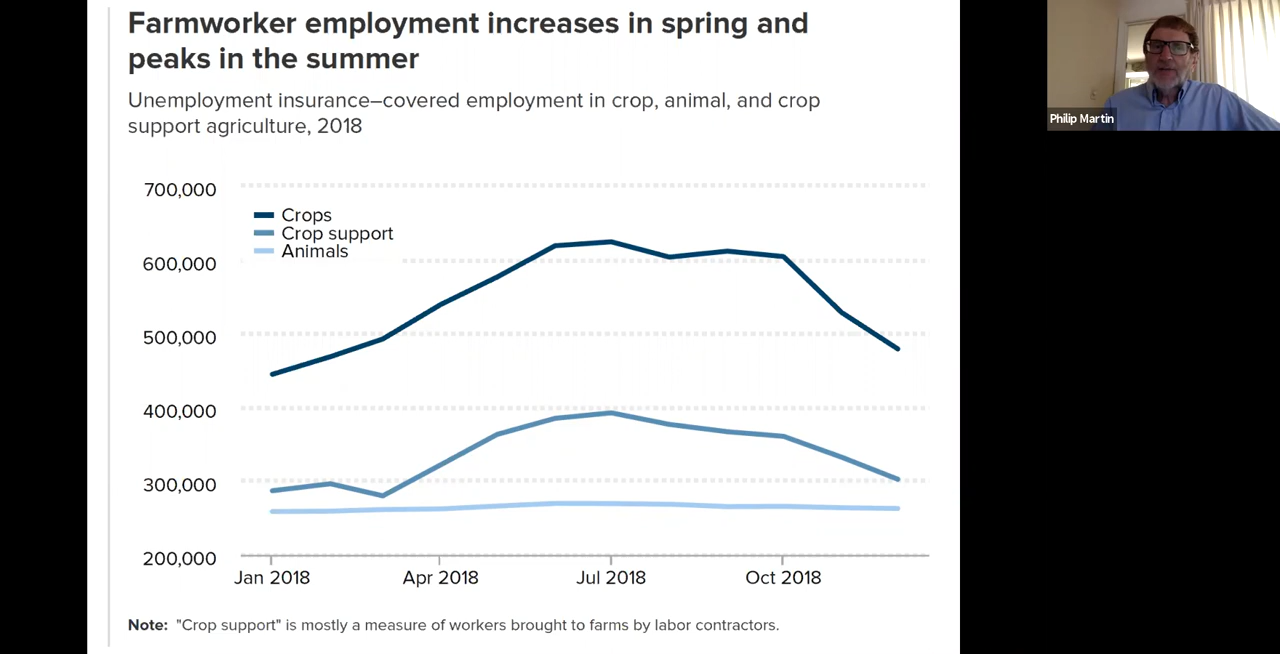 Farmworker employment increases in spring and
peaks in the summer
Unemployment insurance–covered employment in crop, animal, and crop
support agriculture, 2018
700,000
Crops
Crop support
Animals
600,000
500,000
400,000
300,000
200,000
Jan 2018 Apr 2018 Jul 2018 Oct 2018
Note: "Crop support" is mostly a measure of workers brought to farms by labor contractors.
Philip Martin